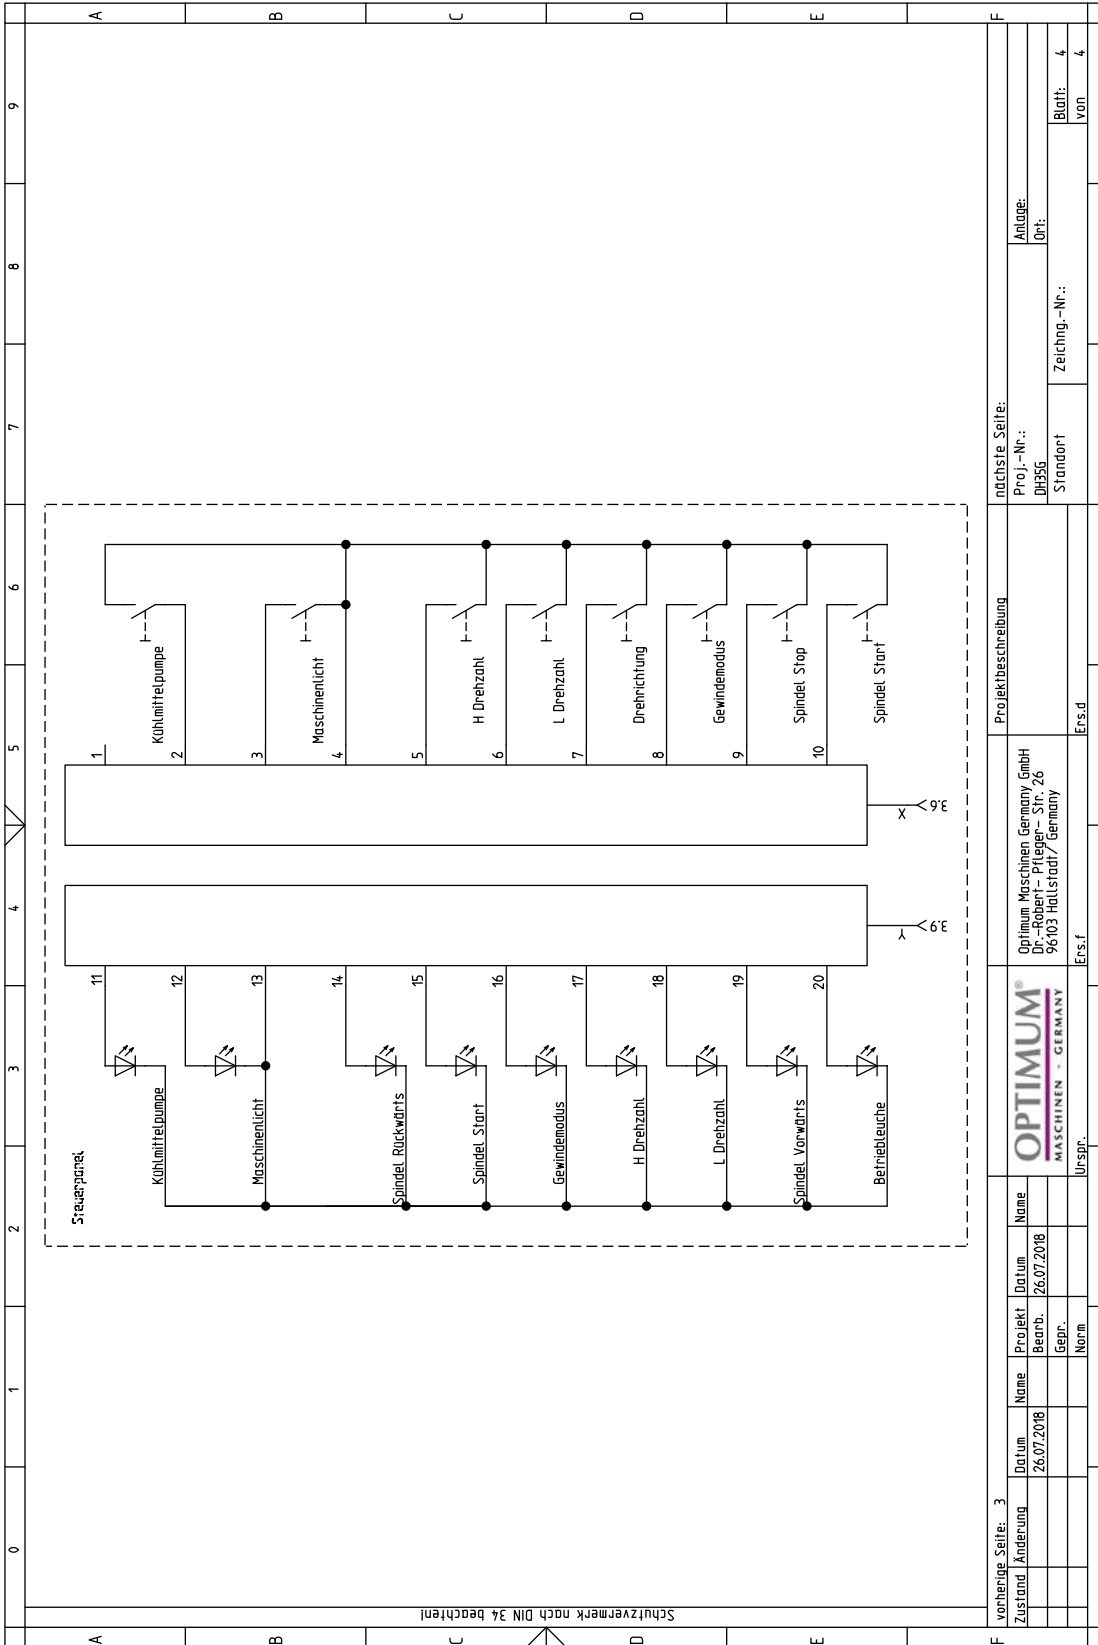 0 1 2 3 4 5 6 7 8 9
A
B
C
D
E
F
A
B
C
D
E
F
Schutzvermerk nach DIN 34 beachten!
Steuerpanel
11
12
13
14
15
16
17
18
19
20
Kühlmittelpumpe
Maschinenlicht
Spindel Rückwärts
Spindel Start
Gewindemodus
H Drehzahl
L Drehzahl
Spindel Vorwärts
Betriebleuche
Y
3.9
1
2
3
4
5
6
7
8
9
10
Kühlmittelpumpe
Maschinenlicht
H Drehzahl
L Drehzahl
Drehrichtung
Gewindemodus
Spindel Stop
Spindel Start
X
3.6
vorherige Seite: 3
Zustand Änderung Datum Name Projekt Datum Name
26.07.2018 Bearb. 26.07.2018
Gepr.
Norm
Urspr.
OPTIMUM®
MASCHINEN - GERMANY
Optimum Maschinen Germany GmbH
Dr.-Robert- Pfleger- Str. 26
96103 Hallstadt/ Germany
Ers.f
Ers.d
Projektbeschreibung
nächste Seite:
Proj.-Nr.:
DH35G
Anlage:
Ort:
Standort
Zeichng.-Nr.:
Blatt: 4
von 4